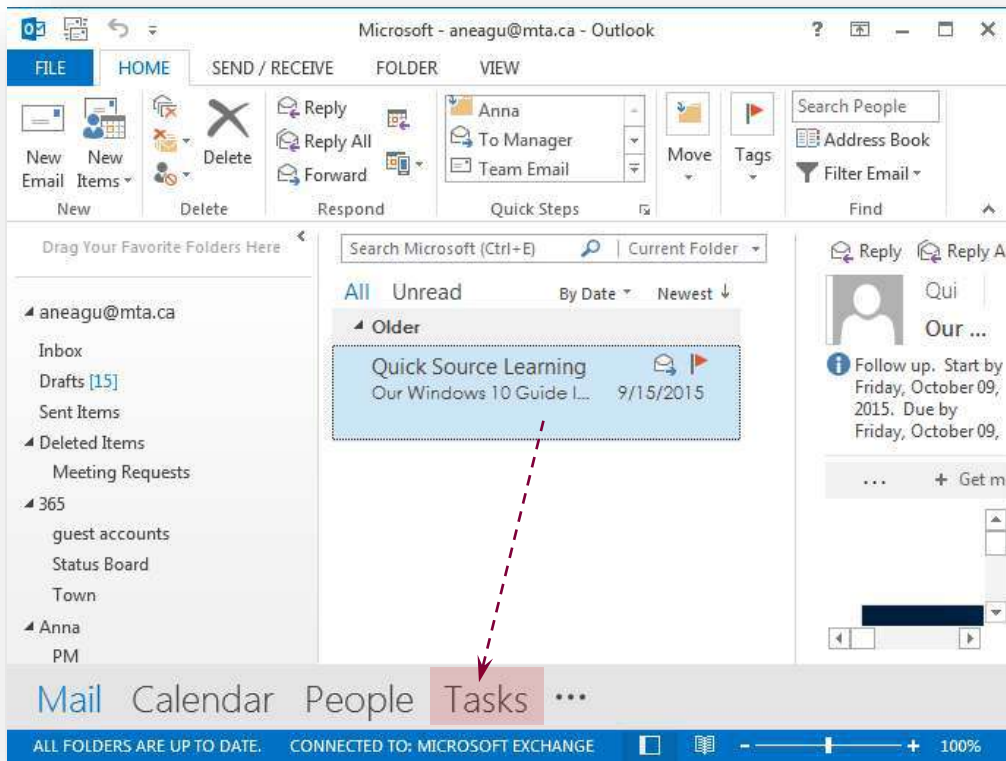 Microsoft - aneagu@mta.ca - Outlook
?
FILE HOME SEND / RECEIVE FOLDER VIEW
New Email
New Items
Delete
Reply
Reply All
Forward
Anna
To Manager
Team Email
Move
Tags
Search People
Address Book
Filter Email
New Delete Respond Quick Steps Find
Drag Your Favorite Folders Here
aneagu@mta.ca
Inbox
Drafts [15]
Sent Items
Deleted Items
Meeting Requests
365
guest accounts
Status Board
Town
Anna
PM
Search Microsoft (Ctrl+E) Current Folder
All Unread By Date Newest
Older
Quick Source Learning
Our Windows 10 Guide I... 9/15/2015
Reply Reply A
Qui
Our ...
Follow up. Start by
Friday, October 09,
2015. Due by
Friday, October 09,
... + Get m
Mail Calendar People Tasks ...
ALL FOLDERS ARE UP TO DATE. CONNECTED TO: MICROSOFT EXCHANGE - + 100%